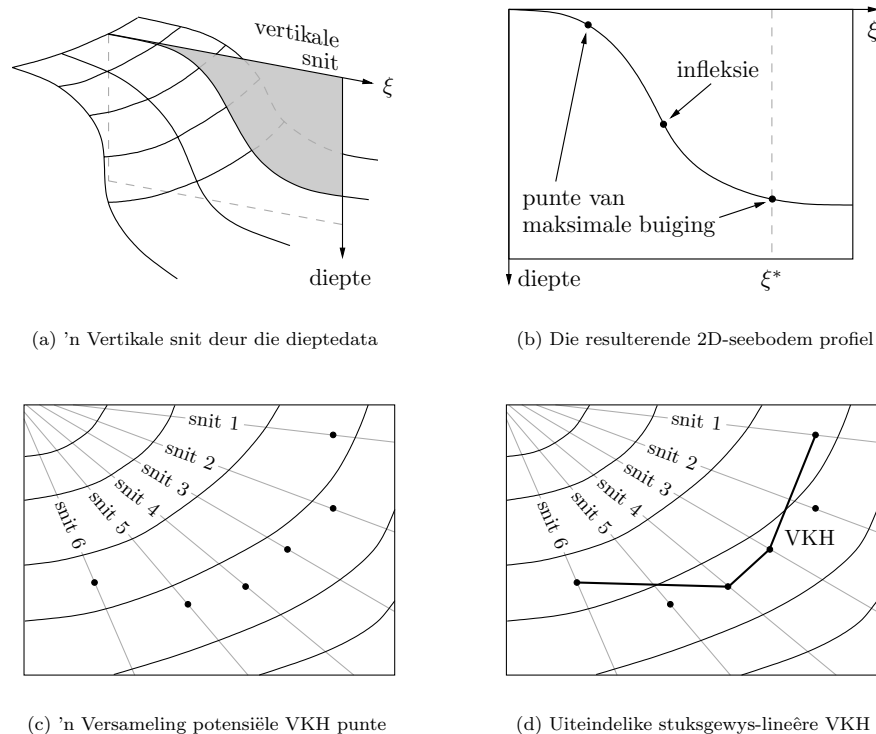 vertikale
snit
ξ
diepte
(a) 'n Vertikale snit deur die dieptedata
ξ
infleksie
punte van
maksimale buiging
diepte
ξ*
(b) Die resulterende 2D-seebodem profiel
snit 1
snit 2
snit 3
snit 4
snit 5
snit 6
(c) 'n Versameling potensiële VKH punte
snit 1
snit 2
snit 3
snit 4
snit 5
snit 6
VKH
(d) Uiteindelike stuksgewys-lineêre VKH